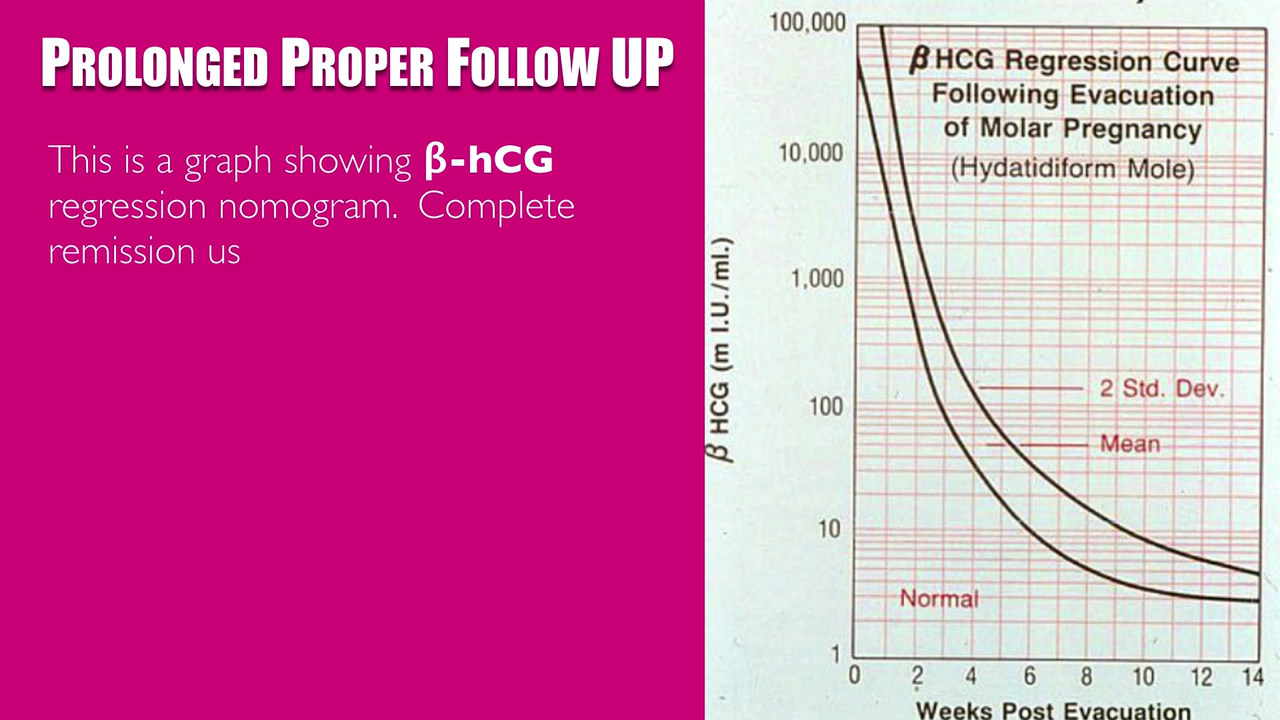 PROLONGED PROPER FOLLOW UP
This is a graph showing β-hCG
regression nomogram.  Complete
remission us
100,000
10,000
1,000
100
10
1
β HCG (m I.U./ml.)
β HCG Regression Curve
Following Evacuation
of Molar Pregnancy
(Hydatidiform Mole)
2 Std. Dev.
Mean
Normal
0 2 4 6 8 10 12 14
Weeks Post Evacuation